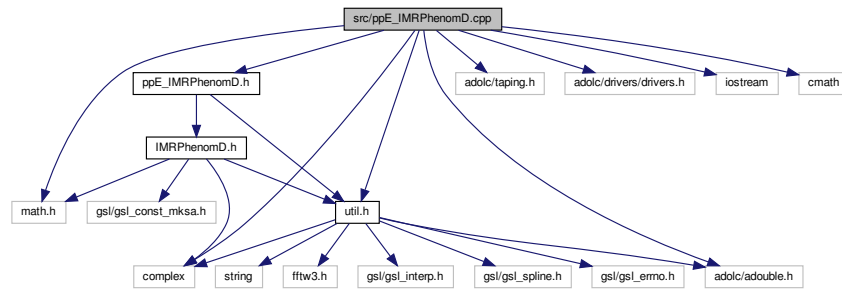 src/ppE_IMRPhenomD.cpp
ppE_IMRPhenomD.h
adolc/taping.h
adolc/drivers/drivers.h
iostream
cmath
IMRPhenomD.h
math.h
gsl/gsl_const_mksa.h
util.h
complex
string
fftw3.h
gsl/gsl_interp.h
gsl/gsl_spline.h
gsl/gsl_errno.h
adolc/adouble.h